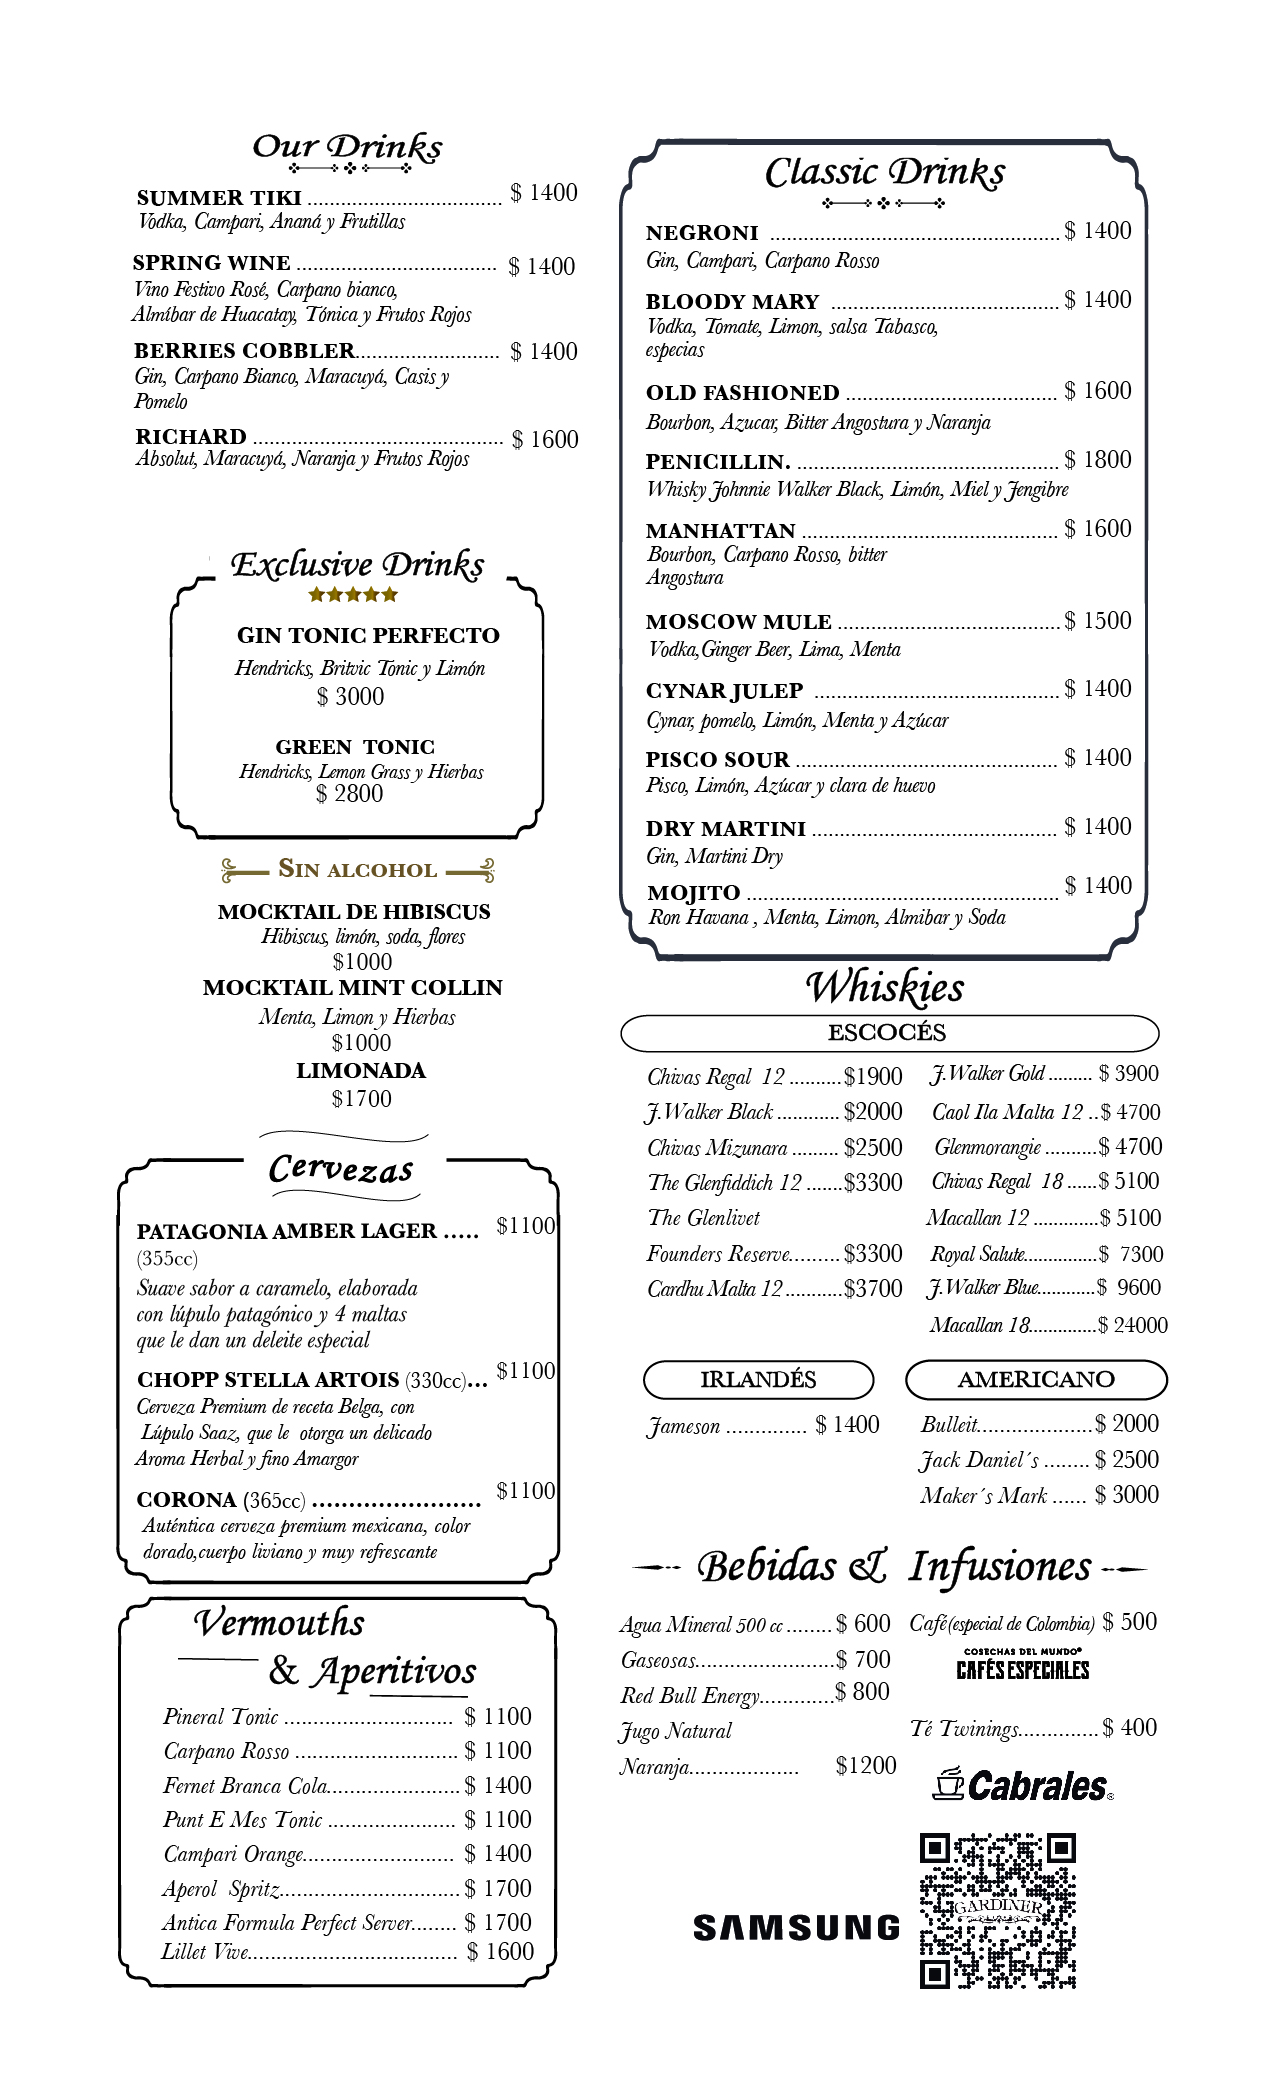 Our Drinks
SUMMER TIKI ................................... $ 1400
Vodka, Campari, Ananá y Frutillas
SPRING WINE .................................... $ 1400
Vino Festivo Rosé, Carpano bianco,
Almíbar de Huacatay, Tónica y Frutos Rojos
BERRIES COBBLER.......................... $ 1400
Gin, Carpano Bianco, Maracuyá, Casis y
Pomelo
RICHARD ............................................. $ 1600
Absolut, Maracuyá, Naranja y Frutos Rojos
Exclusive Drinks
GIN TONIC PERFECTO
Hendricks, Britvic Tonic y Limón
$ 3000
GREEN TONIC
Hendricks, Lemon Grass y Hierbas
$ 2800
SIN ALCOHOL
MOCKTAIL DE HIBISCUS
Hibiscus, limón, soda, flores
$1000
MOCKTAIL MINT COLLIN
Menta, Limon y Hierbas
$1000
LIMONADA
$1700
Cervezas
PATAGONIA AMBER LAGER ..... $1100
(355cc)
Suave sabor a caramelo, elaborada
con lúpulo patagónico y 4 maltas
que le dan un deleite especial
CHOPP STELLA ARTOIS (330cc)... $1100
Cerveza Premium de receta Belga, con
Lúpulo Saaz, que le otorga un delicado
Aroma Herbal y fino Amargor
CORONA (365cc) ........................ $1100
Auténtica cerveza premium mexicana, color
dorado,cuerpo liviano y muy refrescante
Vermouths
& Aperitivos
Pineral Tonic ............................. $ 1100
Carpano Rosso ............................ $ 1100
Fernet Branca Cola....................... $ 1400
Punt E Mes Tonic ...................... $ 1100
Campari Orange.......................... $ 1400
Aperol Spritz............................... $ 1700
Antica Formula Perfect Server........ $ 1700
Lillet Vive.................................... $ 1600
Classic Drinks
NEGRONI .................................................... $ 1400
Gin, Campari, Carpano Rosso
BLOODY MARY ......................................... $ 1400
Vodka, Tomate, Limon, salsa Tabasco,
especias
OLD FASHIONED ...................................... $ 1600
Bourbon, Azucar, Bitter Angostura y Naranja
PENICILLIN. ............................................... $ 1800
Whisky Johnnie Walker Black, Limón, Miel y Jengibre
MANHATTAN .............................................. $ 1600
Bourbon, Carpano Rosso, bitter
Angostura
MOSCOW MULE ........................................ $ 1500
Vodka,Ginger Beer, Lima, Menta
CYNAR JULEP ............................................ $ 1400
Cynar, pomelo, Limón, Menta y Azúcar
PISCO SOUR ............................................... $ 1400
Pisco, Limón, Azúcar y clara de huevo
DRY MARTINI ............................................ $ 1400
Gin, Martini Dry
MOJITO ........................................................ $ 1400
Ron Havana , Menta, Limon, Almibar y Soda
Whiskies
ESCOCÉS
Chivas Regal 12 .........$1900
J.Walker Black ...........$2000
Chivas Mizunara ........ $2500
The Glenfiddich 12 ......$3300
The Glenlivet
Founders Reserve.........$3300
Cardhu Malta 12 ..........$3700
J.Walker Gold ........ $ 3900
Caol Ila Malta 12 ..$ 4700
Glenmorangie .........$ 4700
Chivas Regal 18 ......$ 5100
Macallan 12 ............$ 5100
Royal Salute..............$ 7300
J.Walker Blue...........$ 9600
Macallan 18.............$ 24000
IRLANDÉS
Jameson .............. $ 1400
AMERICANO
Bulleit....................$ 2000
Jack Daniel´s ........ $ 2500
Maker´s Mark ...... $ 3000
Bebidas & Infusiones
Agua Mineral 500 cc ........$ 600
Gaseosas........................$ 700
Red Bull Energy.............$ 800
Jugo Natural
Naranja................... $1200
Café(especial de Colombia) $ 500
COSECHAS DEL MUNDO®
CAFÉS ESPECIALES
Té Twinings..............$ 400
Cabrales®
SAMSUNG
GARDINER